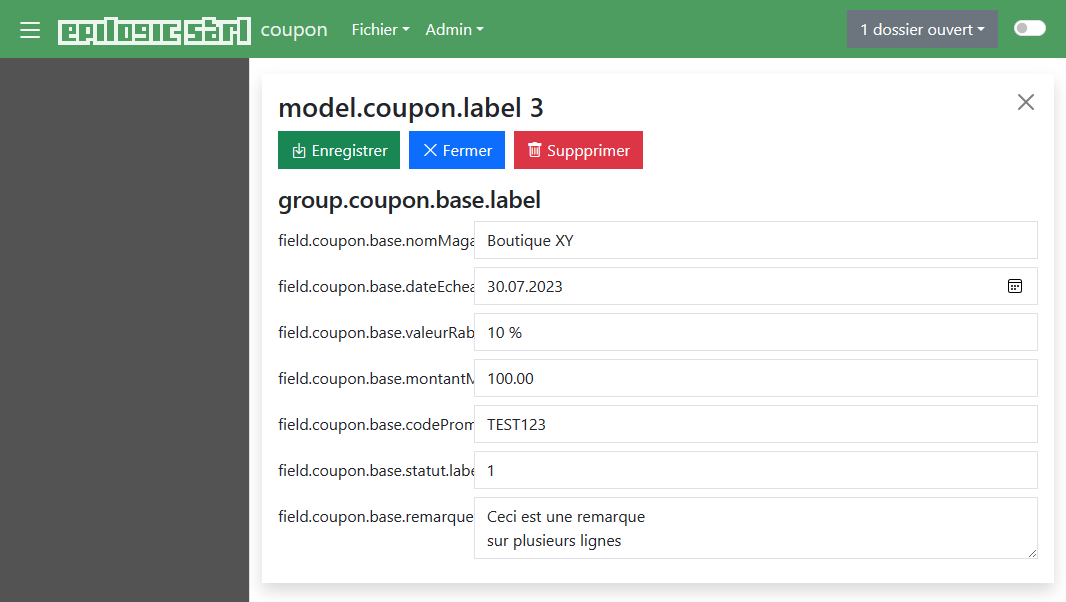 epilogic sàrl coupon Fichier Admin 1 dossier ouvert
model.coupon.label 3
Enregistrer Fermer Suppprimer
group.coupon.base.label
field.coupon.base.nomMaga Boutique XY
field.coupon.base.dateEchea 30.07.2023
field.coupon.base.valeurRab 10 %
field.coupon.base.montantM 100.00
field.coupon.base.codeProm TEST123
field.coupon.base.statut.labe 1
field.coupon.base.remarque Ceci est une remarque
sur plusieurs lignes